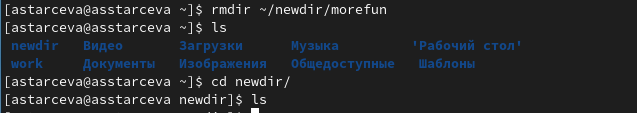 [astarceva@asstarceva ~]$ rmdir ~/newdir/morefun
[astarceva@asstarceva ~]$ ls
newdir Видео Загрузки Музыка 'Рабочий стол'
work Документы Изображения Общедоступные Шаблоны
[astarceva@asstarceva ~]$ cd newdir/
[astarceva@asstarceva newdir]$ ls